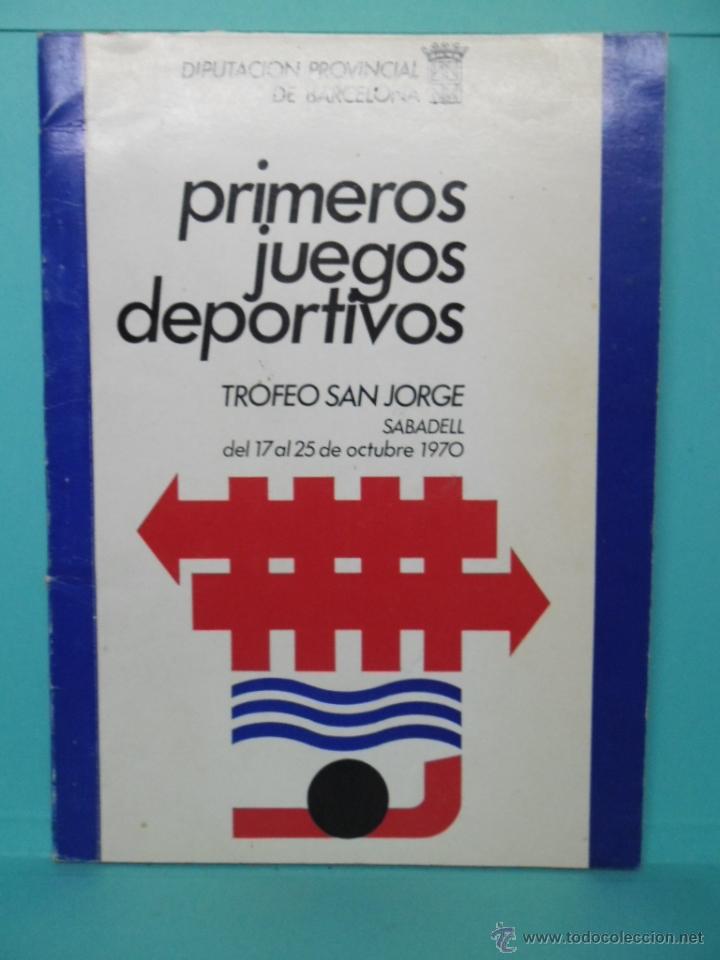 DIPUTACION PROVINCIAL
DE BARCELONA
primeros
juegos
deportivos
TROFEO SAN JORGE
SABADELL
del 17 al 25 de octubre 1970
© www.todocoleccion.net